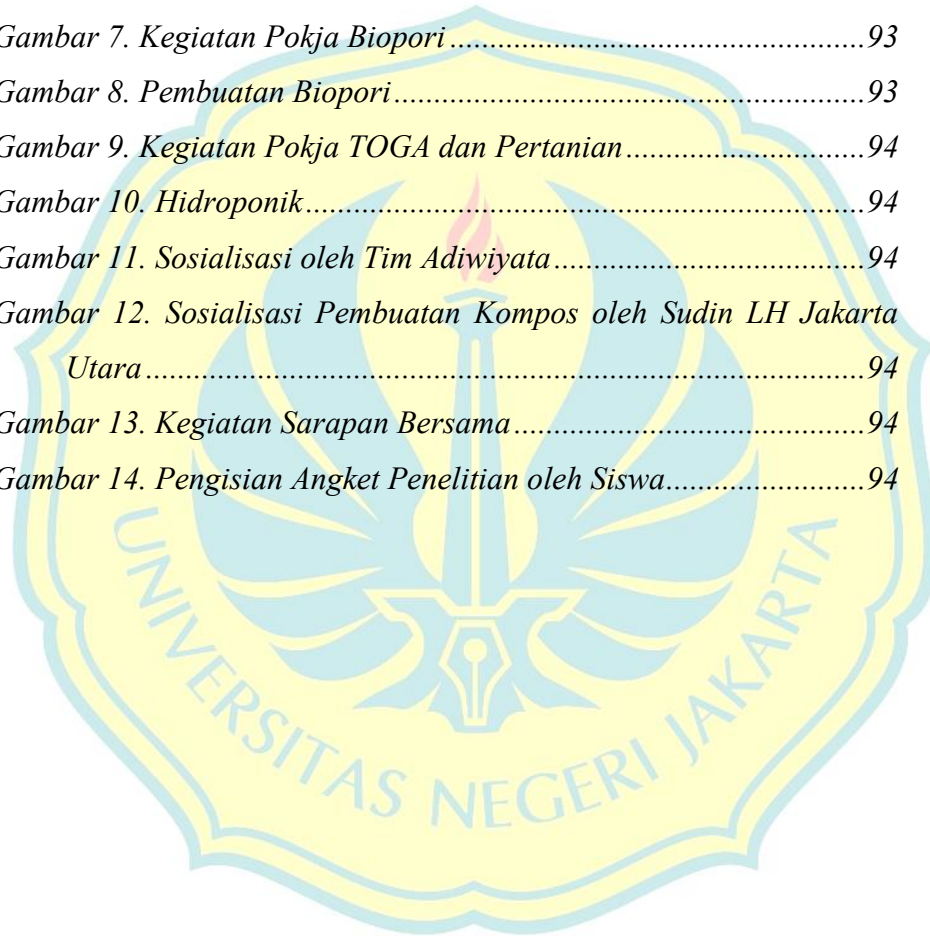 Gambar 7. Kegiatan Pokja Biopori......................................................93
Gambar 8. Pembuatan Biopori.............................................................93
Gambar 9. Kegiatan Pokja TOGA dan Pertanian...............................94
Gambar 10. Hidroponik.........................................................................94
Gambar 11. Sosialisasi oleh Tim Adiwiyata.........................................94
Gambar 12. Sosialisasi Pembuatan Kompos oleh Sudin LH Jakarta
Utara.............................................................................................94
Gambar 13. Kegiatan Sarapan Bersama..............................................94
Gambar 14. Pengisian Angket Penelitian oleh Siswa..........................94
UNIVERSITAS NEGERI JAKARTA